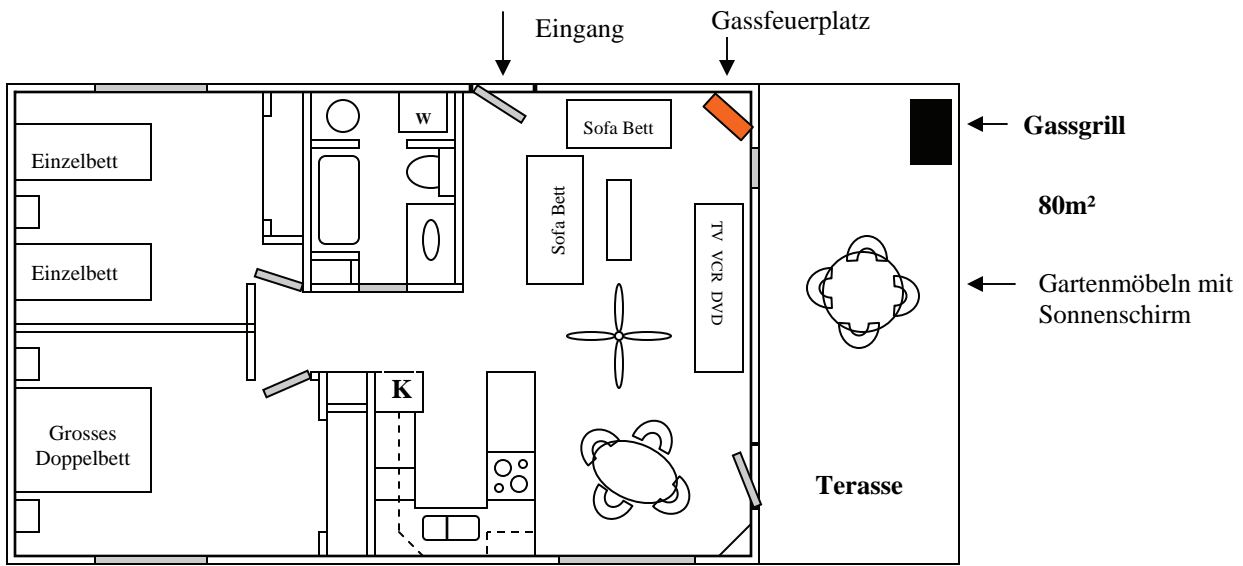 Eingang
Gassfeuerplatz
Gassgrill
80m²
Gartenmöbeln mit
Sonnenschirm
Einzelbett
Einzelbett
Grosses
Doppelbett
W
Sofa Bett
Sofa Bett
TV VCR DVD
K
Terasse